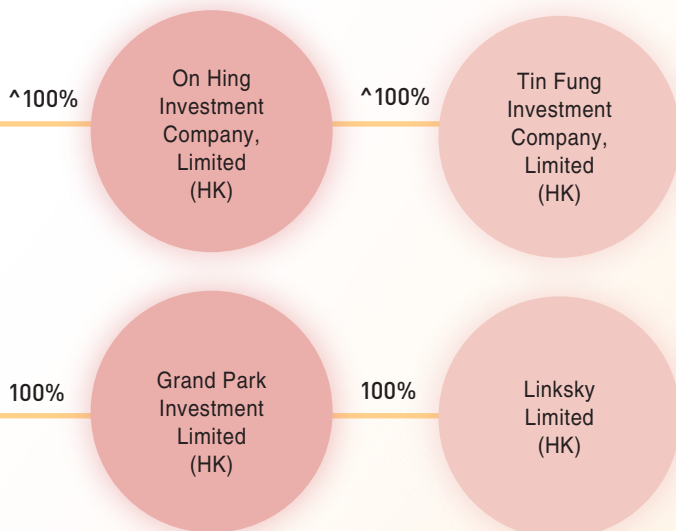 ^100%
On Hing
Investment
Company,
Limited
(HK)
^100%
Tin Fung
Investment
Company,
Limited
(HK)
100%
Grand Park
Investment
Limited
(HK)
100%
Linksky
Limited
(HK)